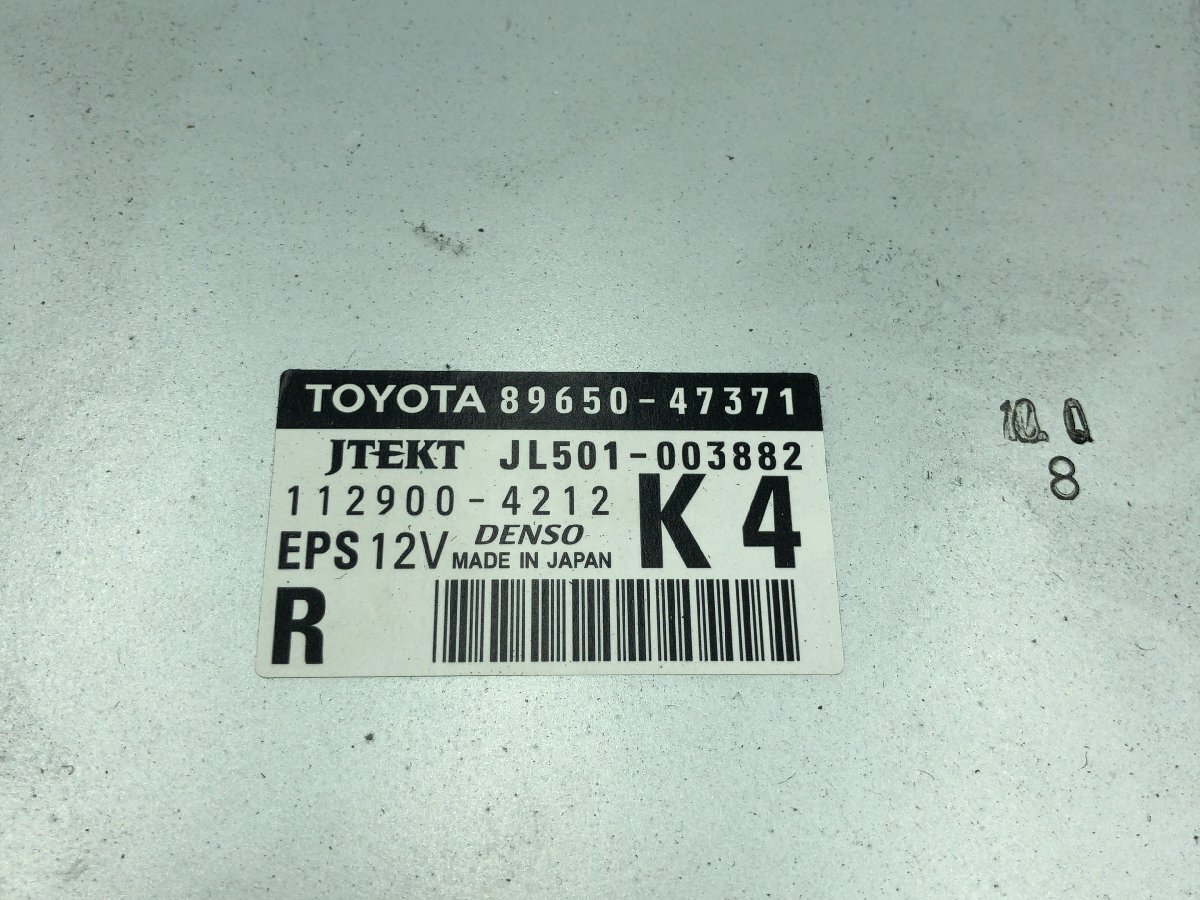 TOYOTA 89650-47371
JTEKT JL501-003882
112900-4212
K4
EPS 12V DENSO
MADE IN JAPAN
R
8